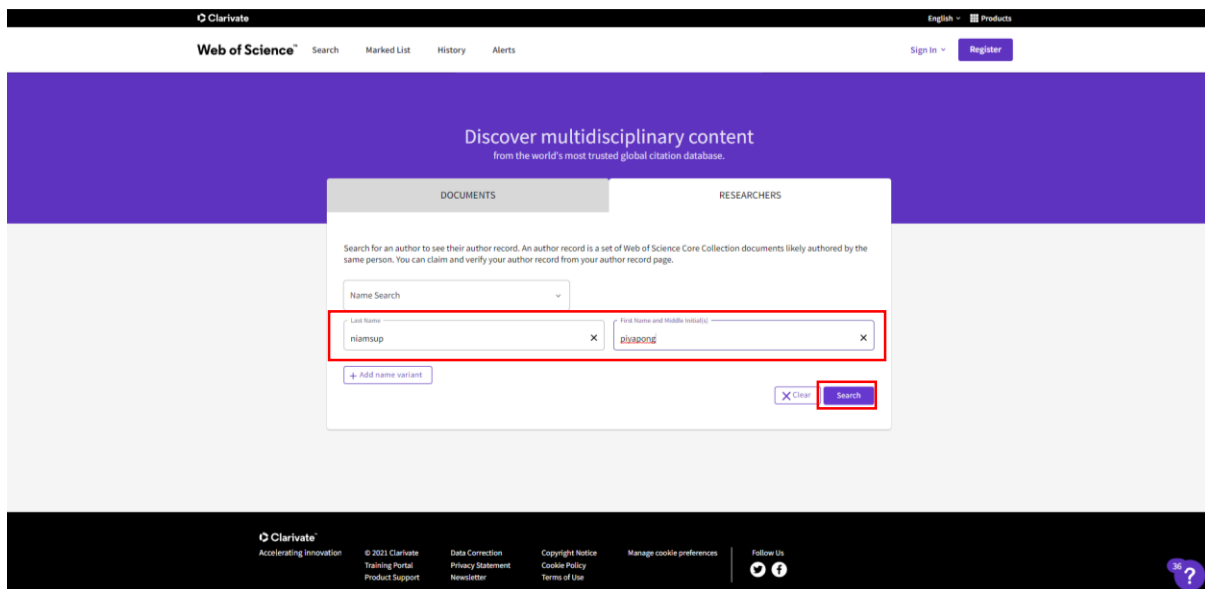 Clarivate English Products
Web of Science™ Search Marked List History Alerts Sign In Register
Discover multidisciplinary content
from the world's most trusted global citation database.
DOCUMENTS RESEARCHERS
Search for an author to see their author record. An author record is a set of Web of Science Core Collection documents likely authored by the
same person. You can claim and verify your author record from your author record page.
Name Search
Last Name First Name and Middle Initial(s)
niamsup piyapong
+ Add name variant
Clear Search
Clarivate™
Accelerating innovation © 2021 Clarivate Data Correction Copyright Notice Manage cookie preferences Follow Us
Training Portal Privacy Statement Cookie Policy
Product Support Newsletter Terms of Use
36 ?